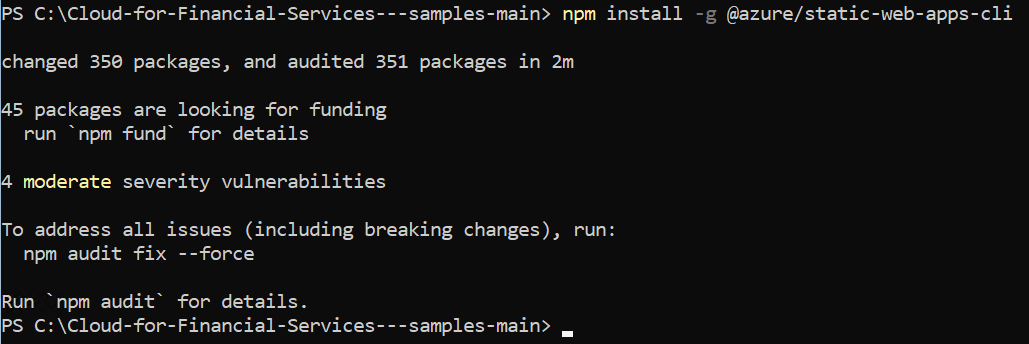 PS C:\Cloud-for-Financial-Services---samples-main> npm install -g @azure/static-web-apps-cli
changed 350 packages, and audited 351 packages in 2m
45 packages are looking for funding
  run `npm fund` for details
4 moderate severity vulnerabilities
To address all issues (including breaking changes), run:
  npm audit fix --force
Run `npm audit` for details.
PS C:\Cloud-for-Financial-Services---samples-main>